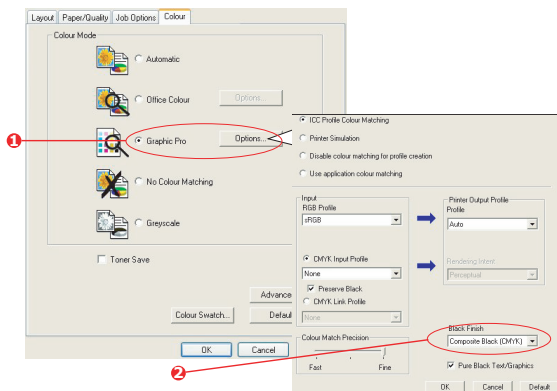 Layout Paper/Quality Job Options Colour
Colour Mode
Automatic
Office Colour Options...
1 Graphic Pro Options...
No Colour Matching
Greyscale
Toner Save
Advance
Colour Swatch... Defaul
OK Cancel
ICC Profile Colour Matching
Printer Simulation
Disable colour matching for profile creation
Use application colour matching
Input
RGB Profile
sRGB
Printer Output Profile
Profile
Auto
CMYK Input Profile
None
Rendering Intent
Perceptual
Preserve Black
CMYK Link Profile
None
Colour Match Precision
Fast Fine
Black Finish
Composite Black (CMYK)
2
Pure Black Text/Graphics
OK Cancel Default